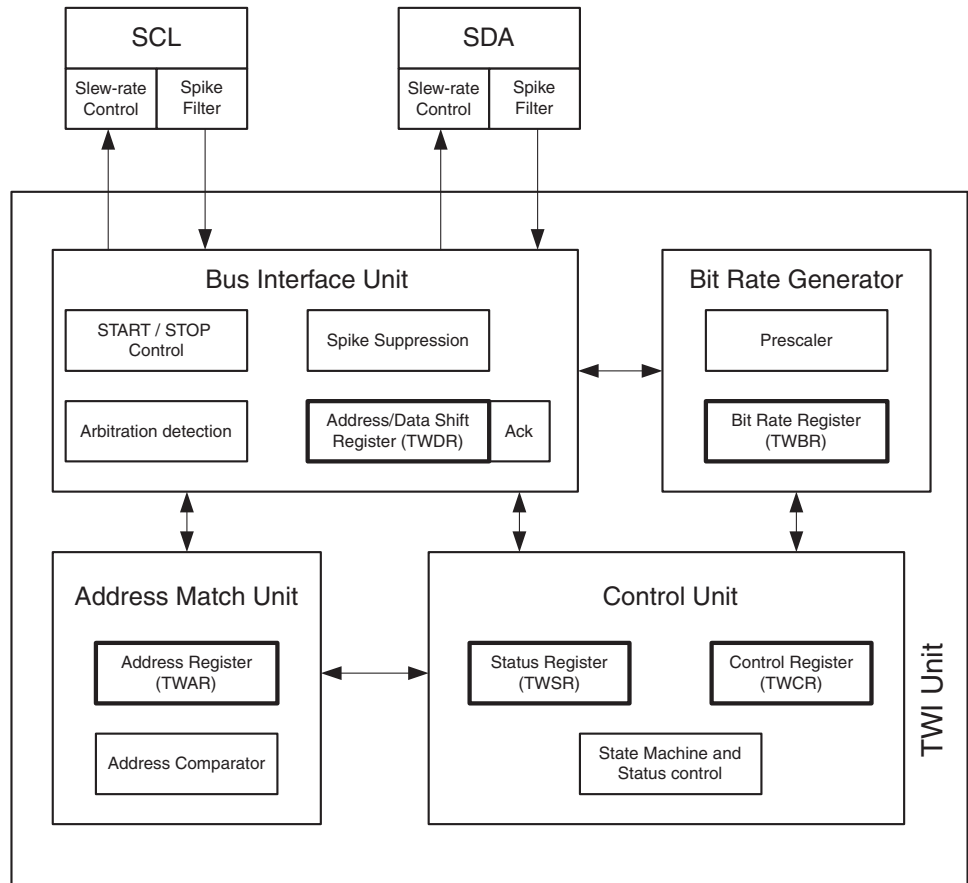 SCL
Slew-rate
Control
Spike
Filter
SDA
Slew-rate
Control
Spike
Filter
Bus Interface Unit
START / STOP
Control
Spike Suppression
Arbitration detection
Address/Data Shift
Register (TWDR)
Ack
Bit Rate Generator
Prescaler
Bit Rate Register
(TWBR)
Address Match Unit
Address Register
(TWAR)
Address Comparator
Control Unit
Status Register
(TWSR)
Control Register
(TWCR)
State Machine and
Status control
TWI Unit